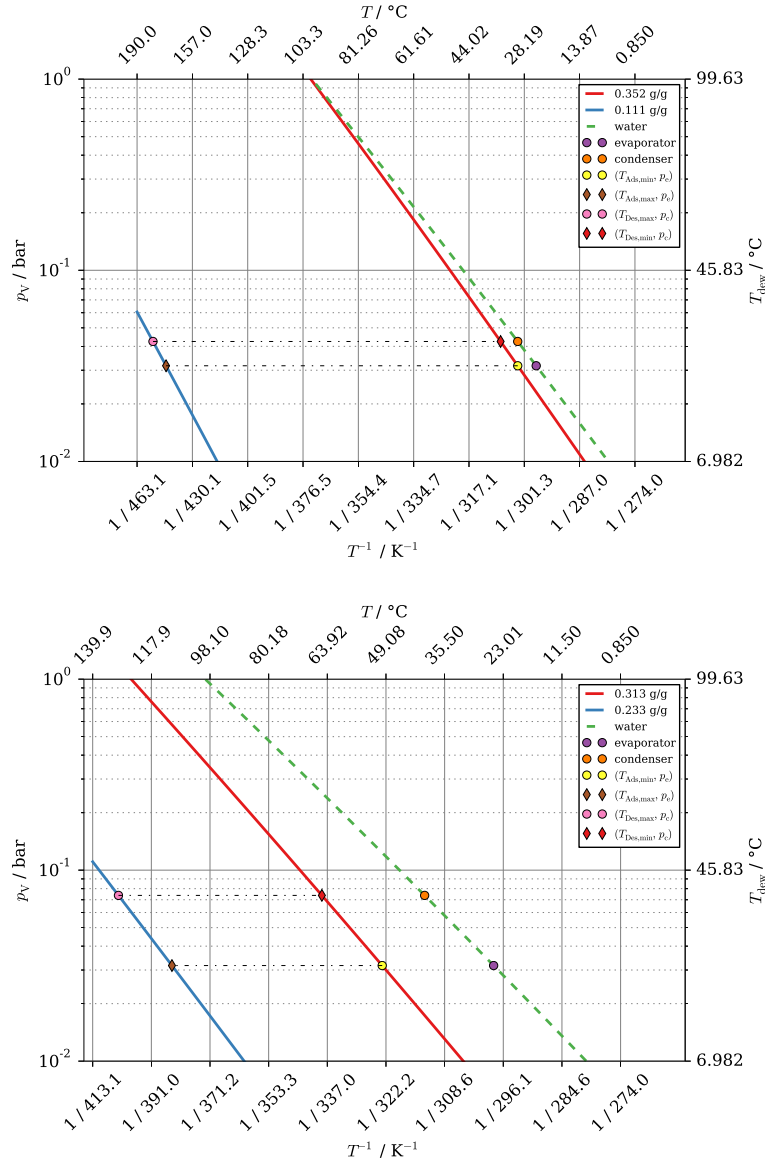 T / °C
190.0 157.0 128.3 103.3 81.26 61.61 44.02 28.19 13.87 0.850
10⁰ 99.63
0.352 g/g
0.111 g/g
water
evaporator
condenser
(T_Ads,min, p_e)
(T_Ads,max, p_e)
(T_Des,max, p_c)
(T_Des,min, p_c)
p_V / bar
10⁻¹ 45.83
T_dew / °C
10⁻² 6.982
1 / 463.1 1 / 430.1 1 / 401.5 1 / 376.5 1 / 354.4 1 / 334.7 1 / 317.1 1 / 301.3 1 / 287.0 1 / 274.0
T⁻¹ / K⁻¹
T / °C
139.9 117.9 98.10 80.18 63.92 49.08 35.50 23.01 11.50 0.850
10⁰ 99.63
0.313 g/g
0.233 g/g
water
evaporator
condenser
(T_Ads,min, p_e)
(T_Ads,max, p_e)
(T_Des,max, p_c)
(T_Des,min, p_c)
p_V / bar
10⁻¹ 45.83
T_dew / °C
10⁻² 6.982
1 / 413.1 1 / 391.0 1 / 371.2 1 / 353.3 1 / 337.0 1 / 322.2 1 / 308.6 1 / 296.1 1 / 284.6 1 / 274.0
T⁻¹ / K⁻¹